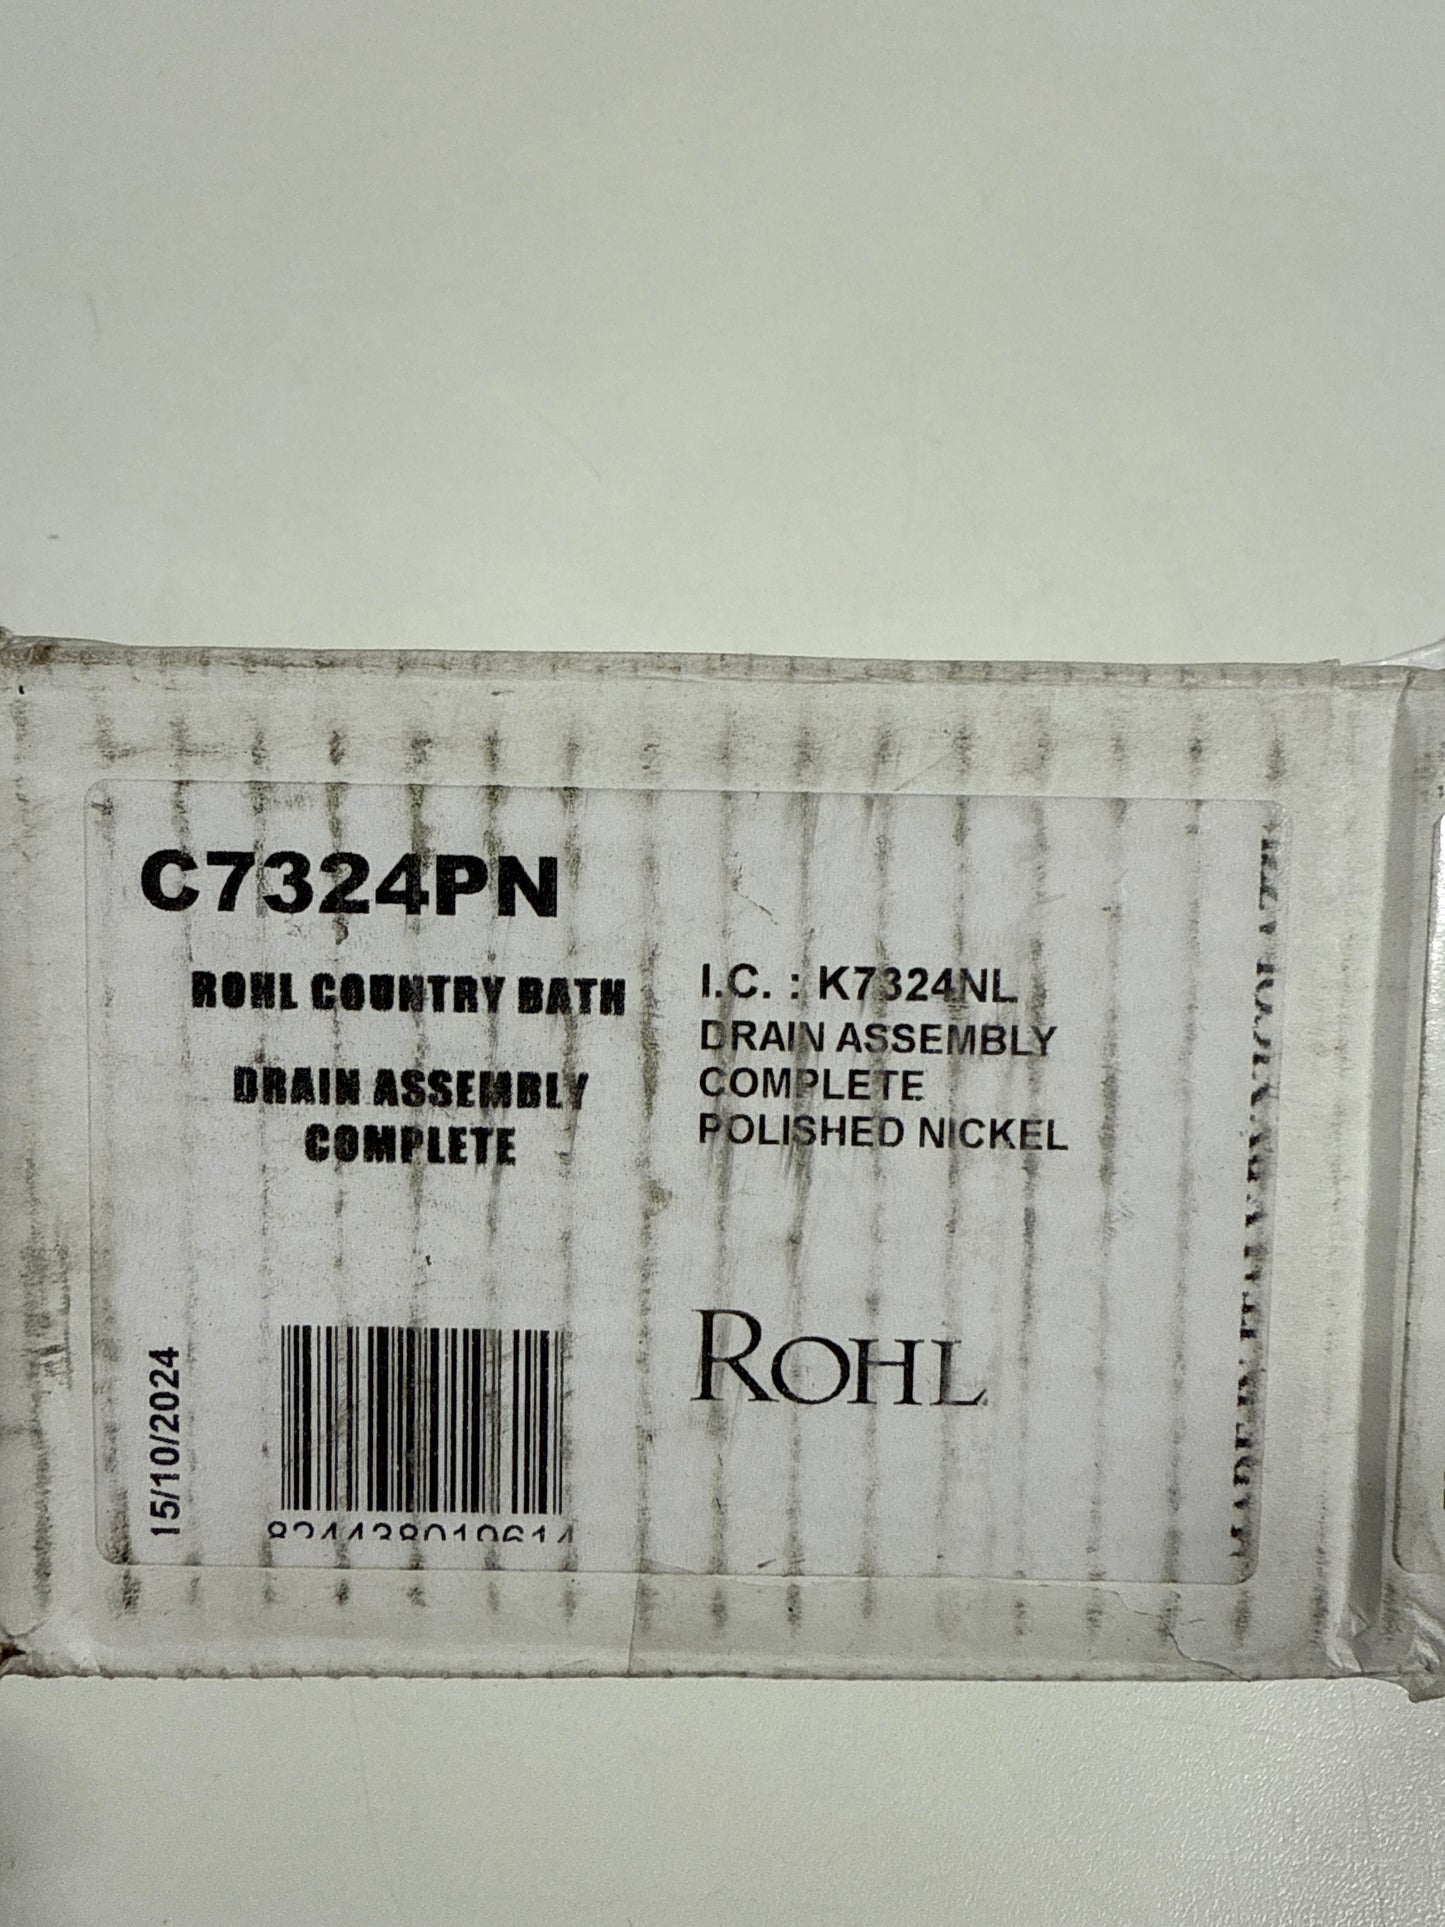 C7324PN
ROHL COUNTRY BATH
DRAIN ASSEMBLY
COMPLETE
I.C. : K7324NL
DRAIN ASSEMBLY
COMPLETE
POLISHED NICKEL
15/10/2024
ROHL